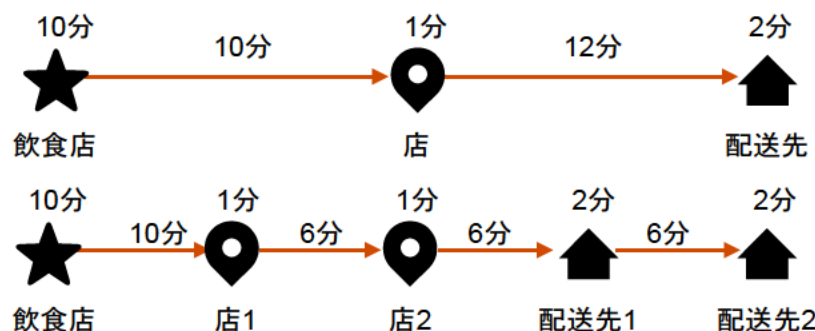 10分 1分 2分
10分 12分
飲食店 店 配送先
10分 1分 1分 2分 2分
10分 6分 6分 6分
飲食店 店1 店2 配送先1 配送先2